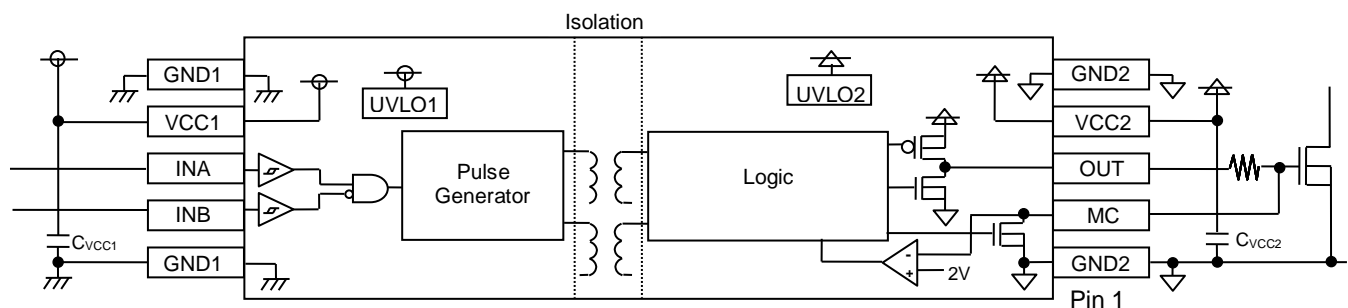 Isolation
GND1
UVLO1
UVLO2
GND2
VCC1
VCC2
INA
Pulse
Generator
Logic
OUT
INB
MC
CVCC1
GND1
-
+
2V
GND2
CVCC2
Pin 1